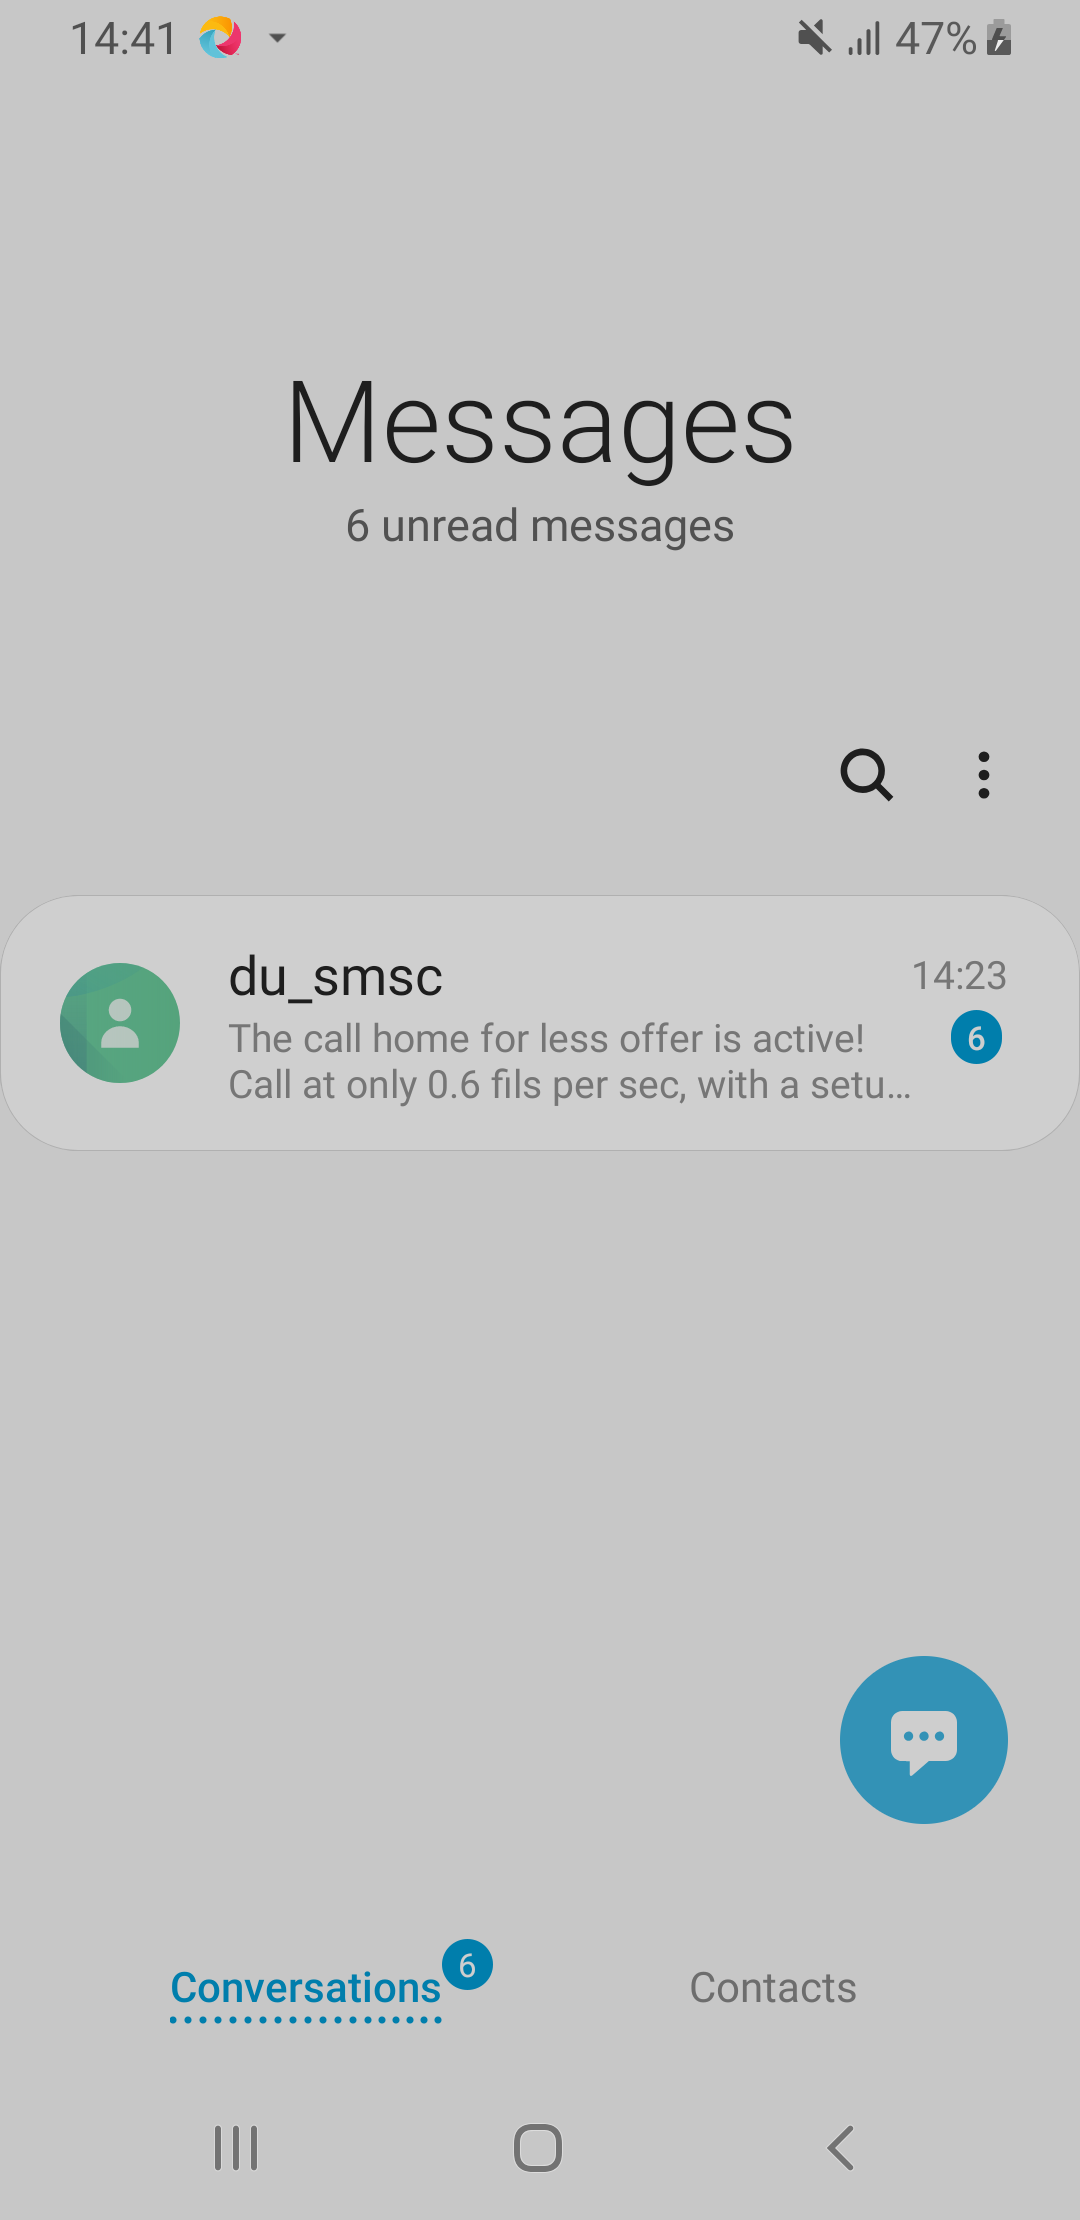 14:41
47%
Messages
6 unread messages
du_smsc
14:23
The call home for less offer is active!
6
Call at only 0.6 fils per sec, with a setu...
Conversations
6
Contacts